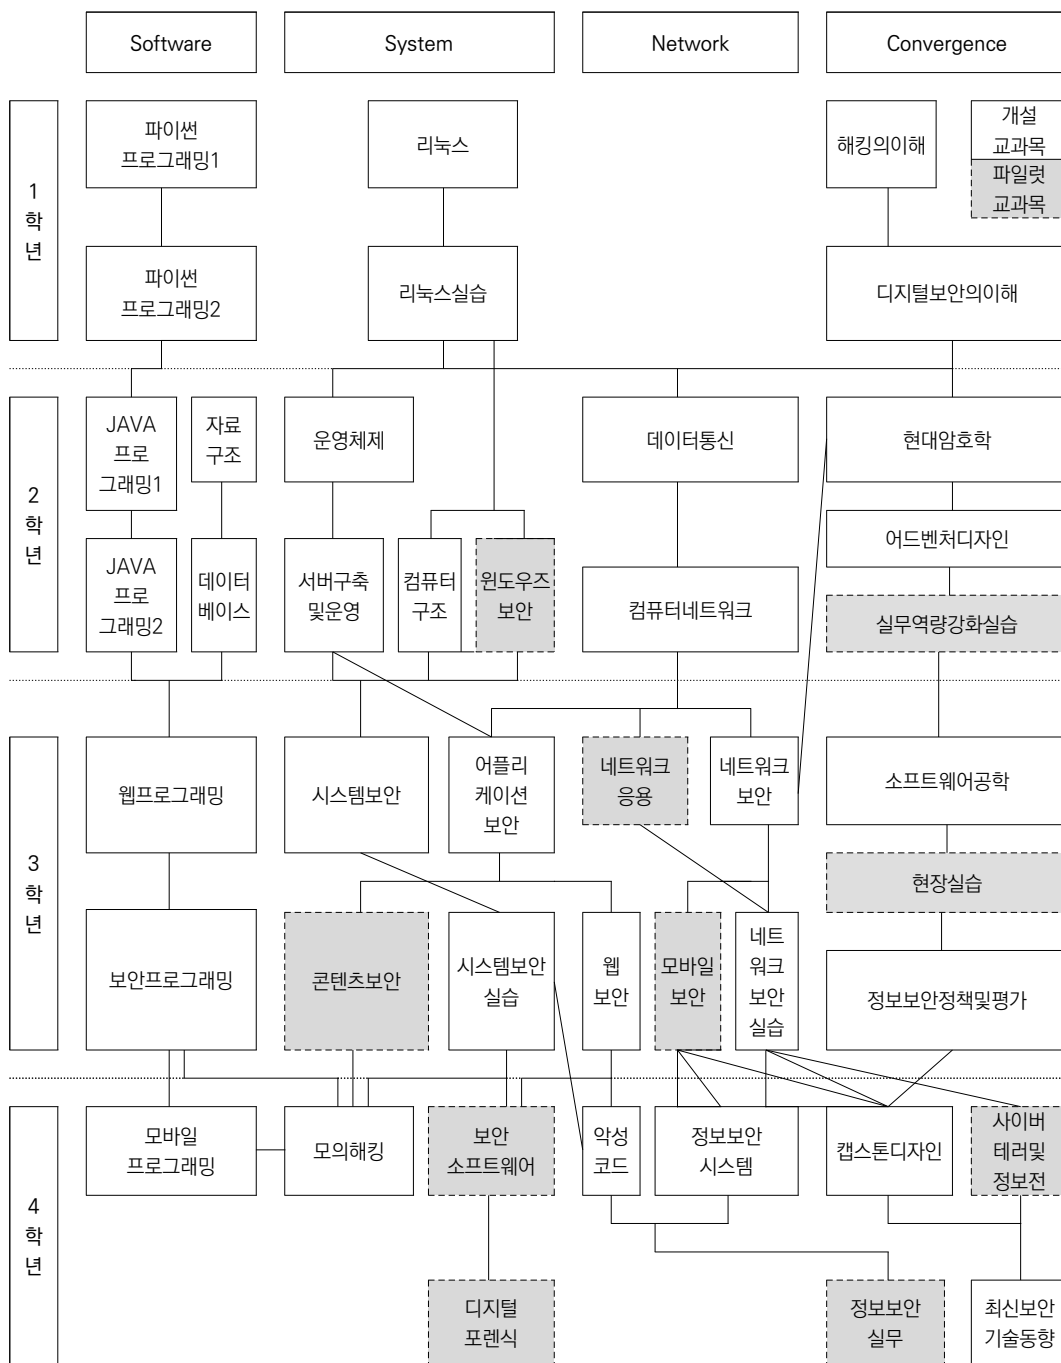 Software
System
Network
Convergence
1
학
년
파이썬
프로그래밍1
리눅스
해킹의이해
개설
교과목
파일럿
교과목
파이썬
프로그래밍2
리눅스실습
디지털보안의이해
2
학
년
JAVA
프로
그래밍1
자료
구조
운영체제
데이터통신
현대암호학
어드벤처디자인
JAVA
프로
그래밍2
데이터
베이스
서버구축
및운영
컴퓨터
구조
윈도우즈
보안
컴퓨터네트워크
실무역량강화실습
3
학
년
웹프로그래밍
시스템보안
어플리
케이션
보안
네트워크
응용
네트워크
보안
소프트웨어공학
현장실습
보안프로그래밍
콘텐츠보안
시스템보안
실습
웹
보안
모바일
보안
네트
워크
보안
실습
정보보안정책및평가
4
학
년
모바일
프로그래밍
모의해킹
보안
소프트웨어
악성
코드
정보보안
시스템
캡스톤디자인
사이버
테러및
정보전
디지털
포렌식
정보보안
실무
최신보안
기술동향